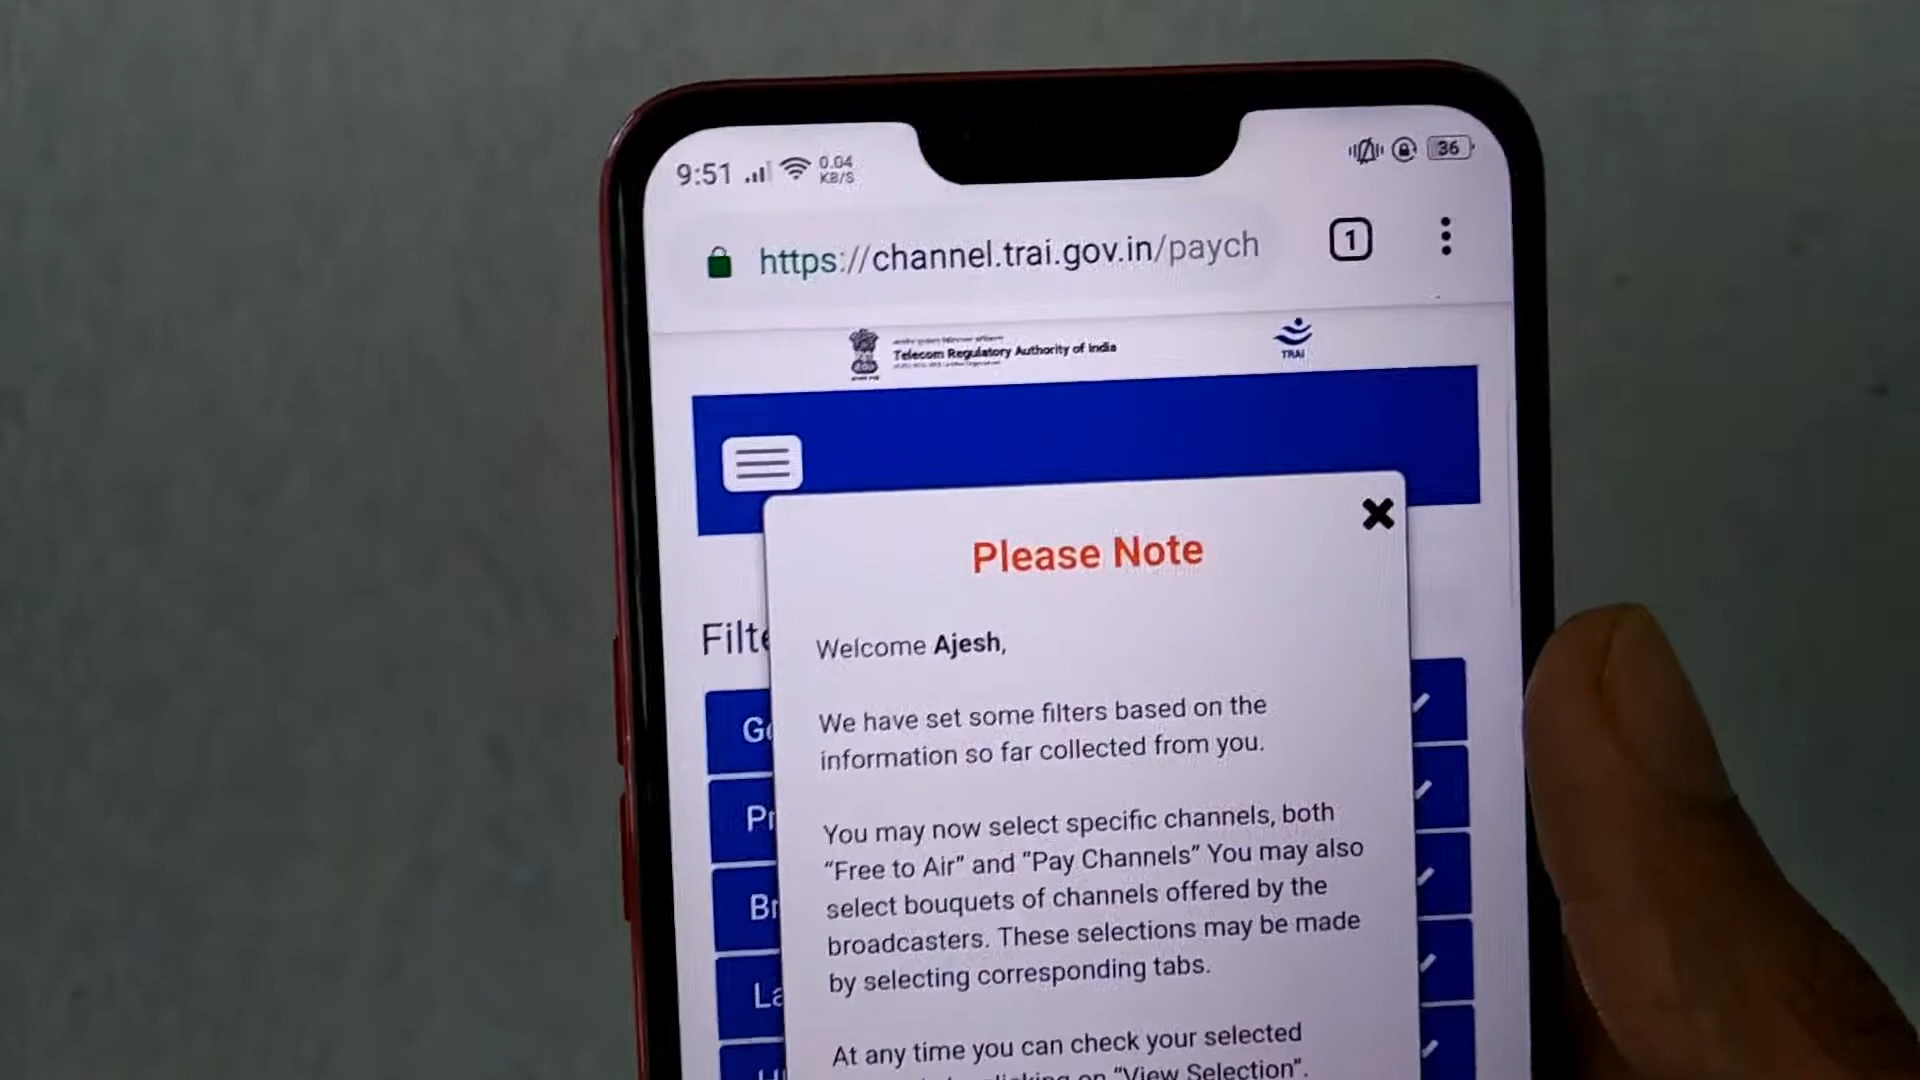 9:51
0.04
KB/S
36
https://channel.trai.gov.in/paych
1
Telecom Regulatory Authority of India
TRAI
Please Note
Welcome Ajesh,
Filte
We have set some filters based on the
information so far collected from you.
You may now select specific channels, both
“Free to Air” and “Pay Channels” You may also
select bouquets of channels offered by the
broadcasters. These selections may be made
by selecting corresponding tabs.
At any time you can check your selected
clicking on “View Selection”.
Ge
Pr
Br
La